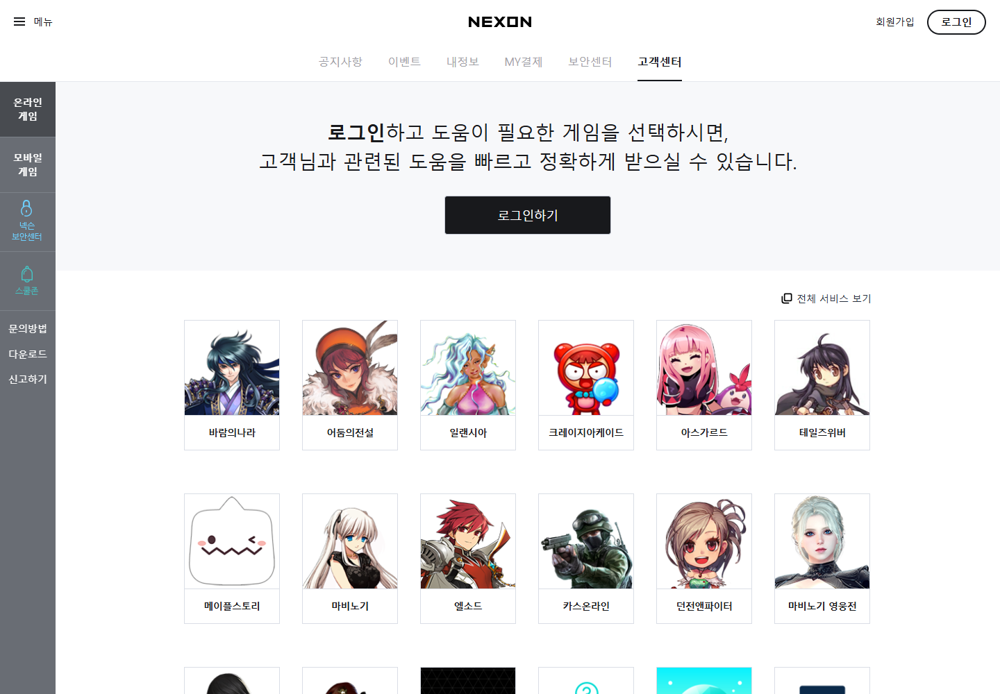 메뉴
NEXON
회원가입
로그인
공지사항 이벤트 내정보 MY결제 보안센터 고객센터
온라인
게임
모바일
게임
넥슨
보안센터
스쿨존
문의방법
다운로드
신고하기
로그인하고 도움이 필요한 게임을 선택하시면,
고객님과 관련된 도움을 빠르고 정확하게 받으실 수 있습니다.
로그인하기
전체 서비스 보기
바람의나라 어둠의전설 일랜시아 크레이지아케이드 아스가르드 테일즈위버
메이플스토리 마비노기 엘소드 카스온라인 던전앤파이터 마비노기 영웅전